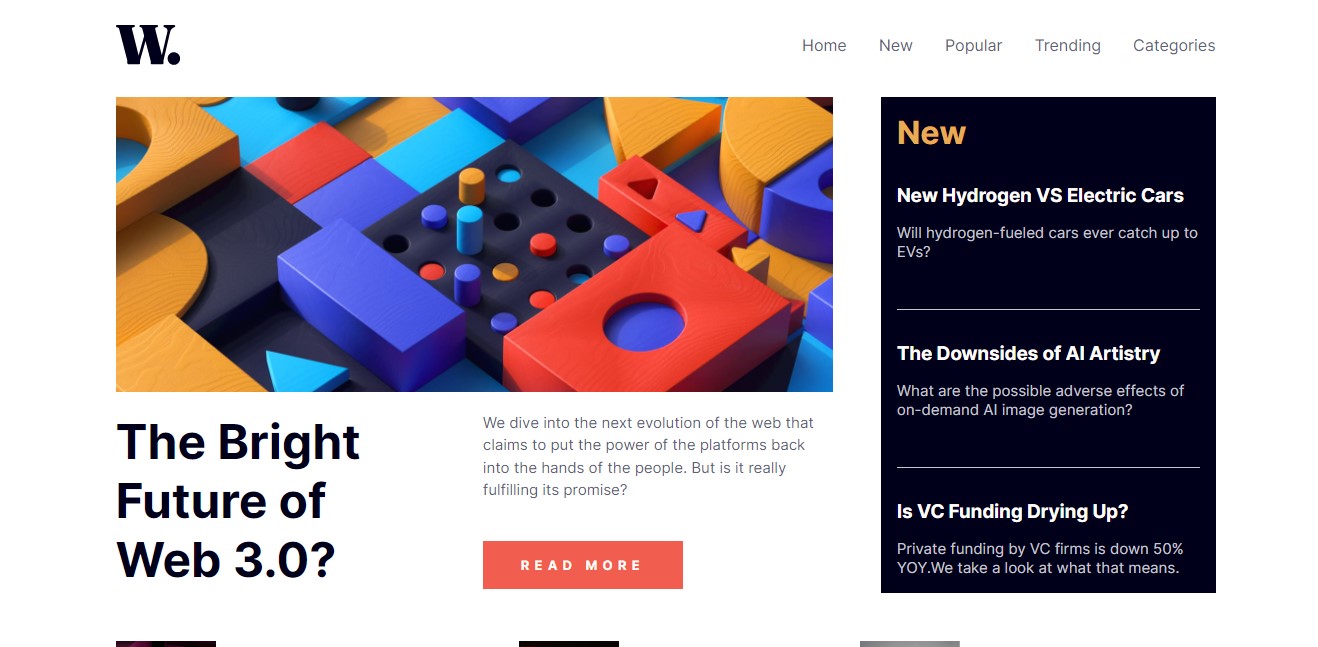 W.
Home New Popular Trending Categories
The Bright
Future of
Web 3.0?
We dive into the next evolution of the web that
claims to put the power of the platforms back
into the hands of the people. But is it really
fulfilling its promise?
READ MORE
New
New Hydrogen VS Electric Cars
Will hydrogen-fueled cars ever catch up to
EVs?
The Downsides of AI Artistry
What are the possible adverse effects of
on-demand AI image generation?
Is VC Funding Drying Up?
Private funding by VC firms is down 50%
YOY.We take a look at what that means.